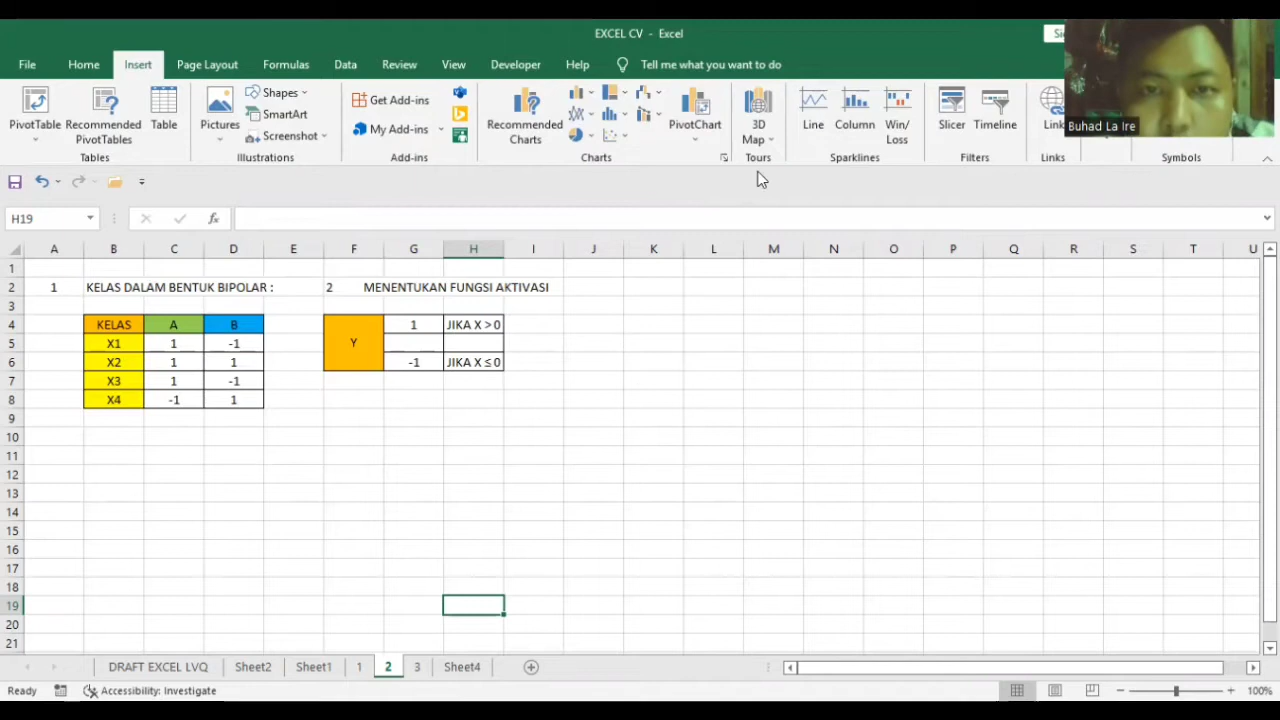 EXCEL CV - Excel
File Home Insert Page Layout Formulas Data Review View Developer Help Tell me what you want to do
PivotTable Recommended PivotTables Table
Tables
Pictures Shapes SmartArt Screenshot
Illustrations
Get Add-ins
My Add-ins
Add-ins
Recommended Charts PivotChart
Charts
3D Map
Tours
Line Column Win/Loss
Sparklines
Slicer Timeline
Filters
Link
Links
Symbols
Buhad La Ire
H19 fx
A B C D E F G H I J K L M N O P Q R S T U
1
2 1 KELAS DALAM BENTUK BIPOLAR : 2 MENENTUKAN FUNGSI AKTIVASI
3
4 KELAS A B 1 JIKA X > 0
5 X1 1 -1 Y
6 X2 1 1 -1 JIKA X ≤ 0
7 X3 1 -1
8 X4 -1 1
9
10
11
12
13
14
15
16
17
18
19
20
21
DRAFT EXCEL LVQ Sheet2 Sheet1 1 2 3 Sheet4
Ready Accessibility: Investigate 100%